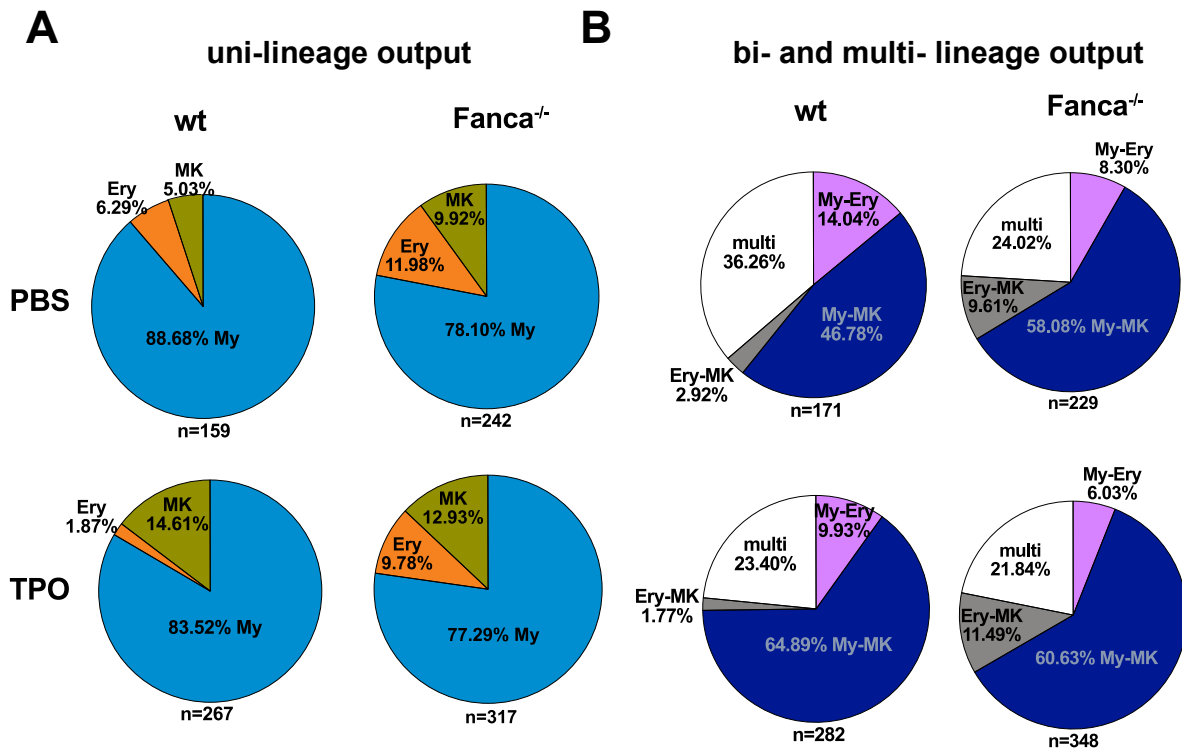 A
B
uni-lineage output
bi- and multi- lineage output
wt
Fanca-/-
wt
Fanca-/-
PBS
Ery
6.29%
MK
5.03%
88.68% My
n=159
MK
9.92%
Ery
11.98%
78.10% My
n=242
My-Ery
14.04%
multi
36.26%
My-MK
46.78%
Ery-MK
2.92%
n=171
My-Ery
8.30%
multi
24.02%
Ery-MK
9.61%
58.08% My-MK
n=229
TPO
Ery
1.87%
MK
14.61%
83.52% My
n=267
MK
12.93%
Ery
9.78%
77.29% My
n=317
My-Ery
9.93%
multi
23.40%
Ery-MK
1.77%
64.89% My-MK
n=282
My-Ery
6.03%
multi
21.84%
Ery-MK
11.49%
60.63% My-MK
n=348